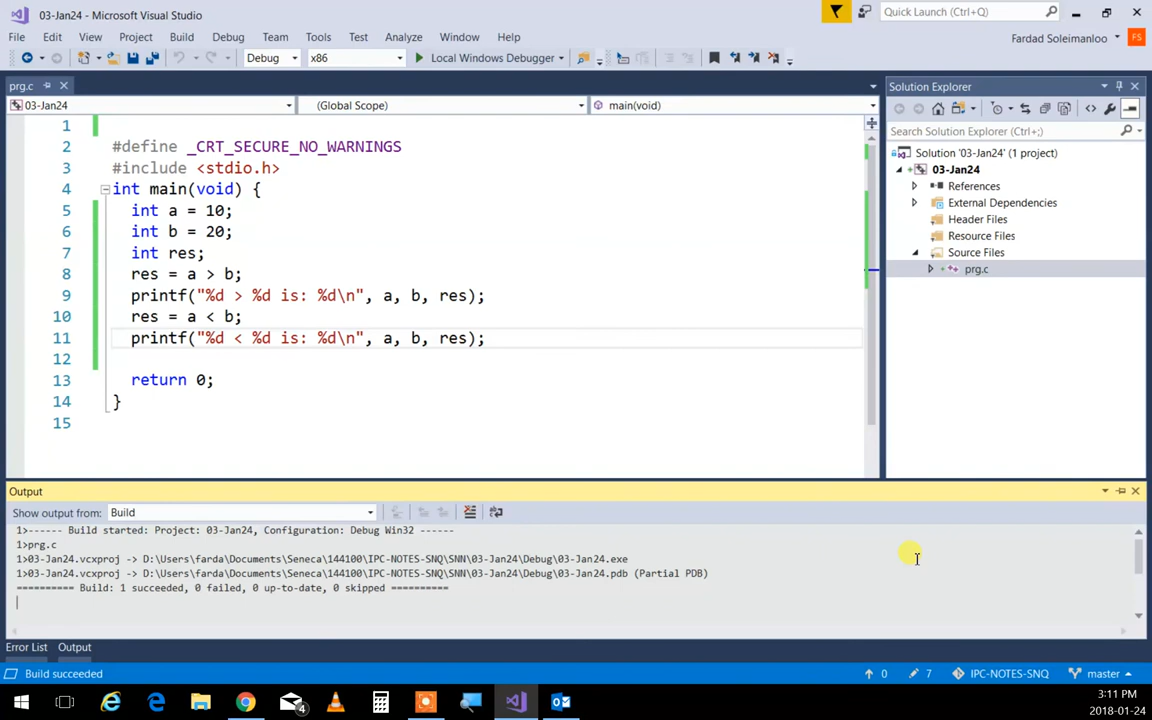 03-Jan24 - Microsoft Visual Studio
Quick Launch (Ctrl+Q)
File Edit View Project Build Debug Team Tools Test Analyze Window Help
Fardad Soleimanloo FS
Debug x86 Local Windows Debugger
prg.c
Solution Explorer
03-Jan24 (Global Scope) main(void)
Search Solution Explorer (Ctrl+;)
Solution '03-Jan24' (1 project)
03-Jan24
References
External Dependencies
Header Files
Resource Files
Source Files
prg.c
1
2 #define _CRT_SECURE_NO_WARNINGS
3 #include <stdio.h>
4 int main(void) {
5 int a = 10;
6 int b = 20;
7 int res;
8 res = a > b;
9 printf("%d > %d is: %d\n", a, b, res);
10 res = a < b;
11 printf("%d < %d is: %d\n", a, b, res);
12
13 return 0;
14 }
15
Output
Show output from: Build
1>------ Build started: Project: 03-Jan24, Configuration: Debug Win32 ------
1>prg.c
1>03-Jan24.vcxproj -> D:\Users\farda\Documents\Seneca\144100\IPC-NOTES-SNQ\SNN\03-Jan24\Debug\03-Jan24.exe
1>03-Jan24.vcxproj -> D:\Users\farda\Documents\Seneca\144100\IPC-NOTES-SNQ\SNN\03-Jan24\Debug\03-Jan24.pdb (Partial PDB)
========== Build: 1 succeeded, 0 failed, 0 up-to-date, 0 skipped ==========
Error List Output
Build succeeded 0 7 IPC-NOTES-SNQ master
4
3:11 PM
2018-01-24